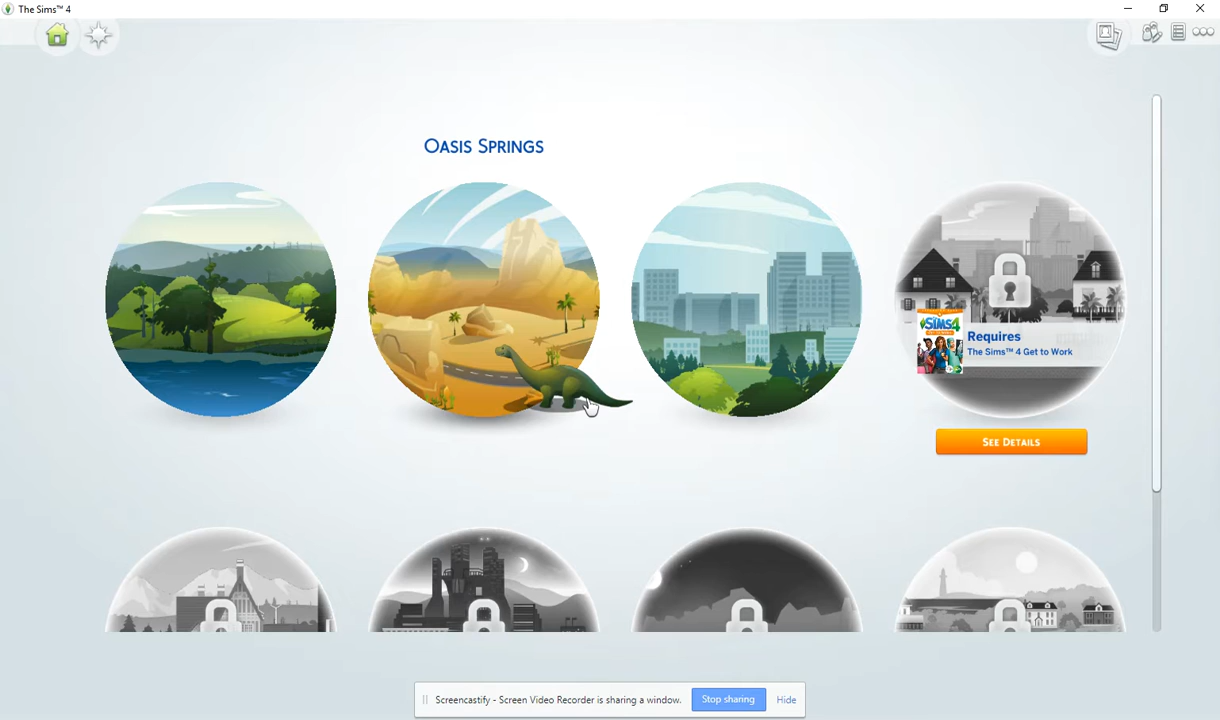 The Sims™ 4
OASIS SPRINGS
SIMS4
Requires
The Sims™ 4 Get to Work
SEE DETAILS
Screencastify - Screen Video Recorder is sharing a window.
Stop sharing
Hide